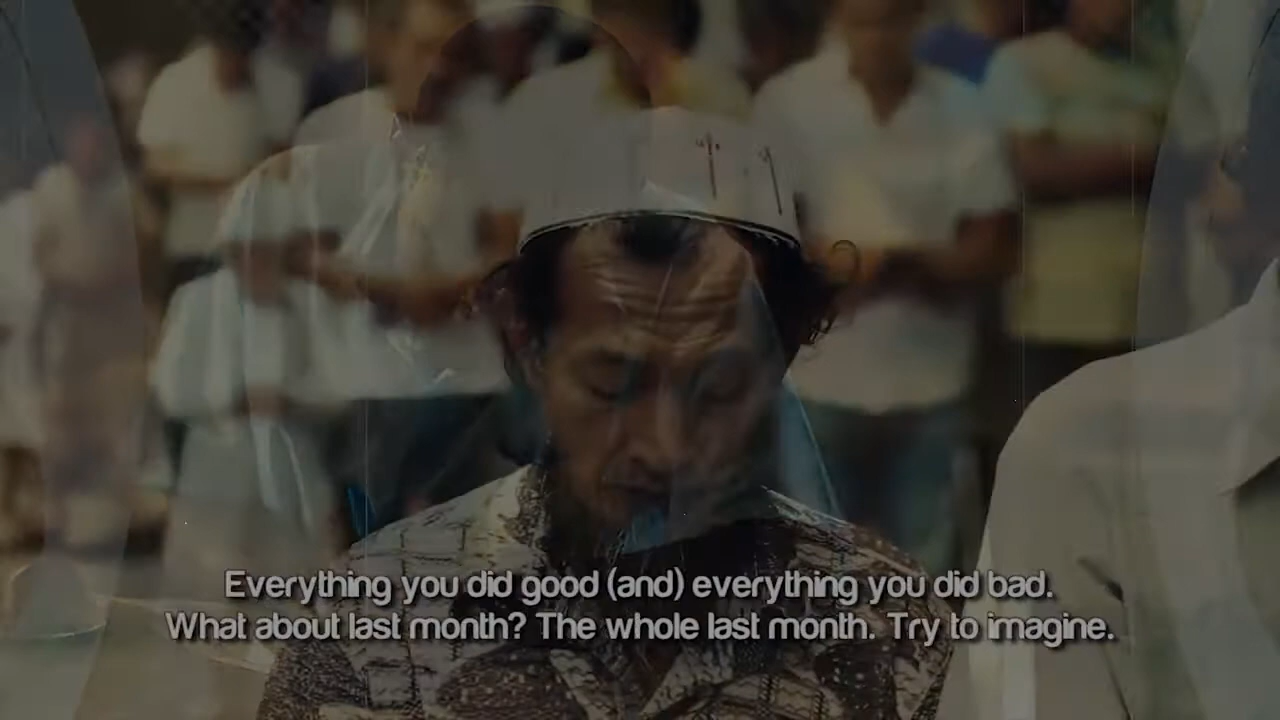 Everything you did good (and) everything you did bad.
What about last month? The whole last month. Try to imagine.